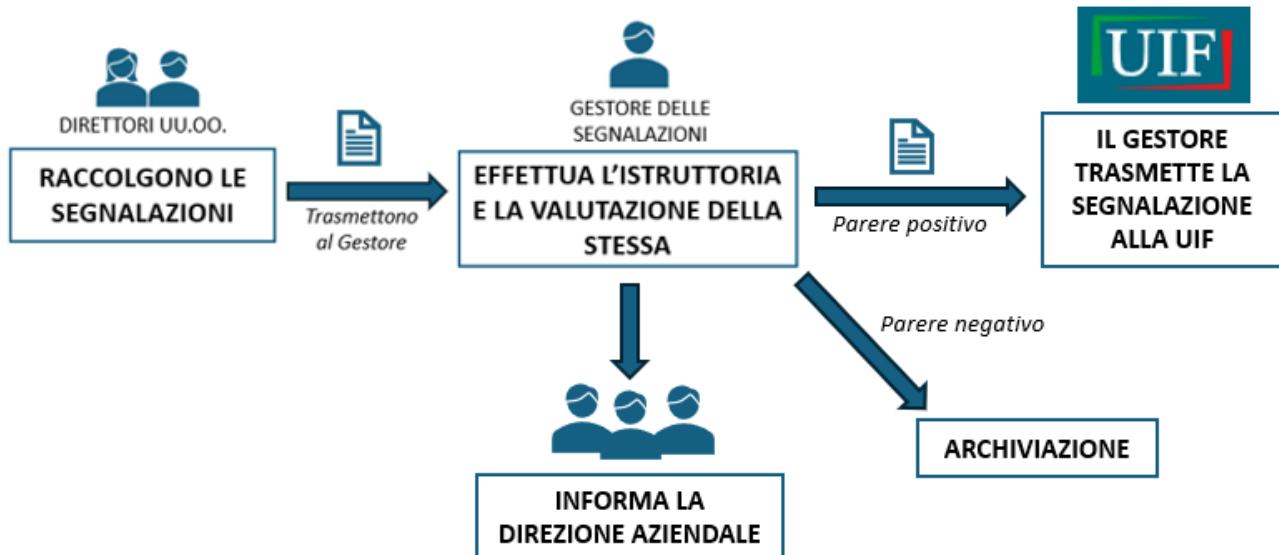 DIRETTORI UU.OO.
RACCOLGONO LE
SEGNALAZIONI
Trasmettono
al Gestore
GESTORE DELLE
SEGNALAZIONI
EFFETTUA L'ISTRUTTORIA
E LA VALUTAZIONE DELLA
STESSA
Parere positivo
UIF
IL GESTORE
TRASMETTE LA
SEGNALAZIONE
ALLA UIF
Parere negativo
ARCHIVIAZIONE
INFORMA LA
DIREZIONE AZIENDALE